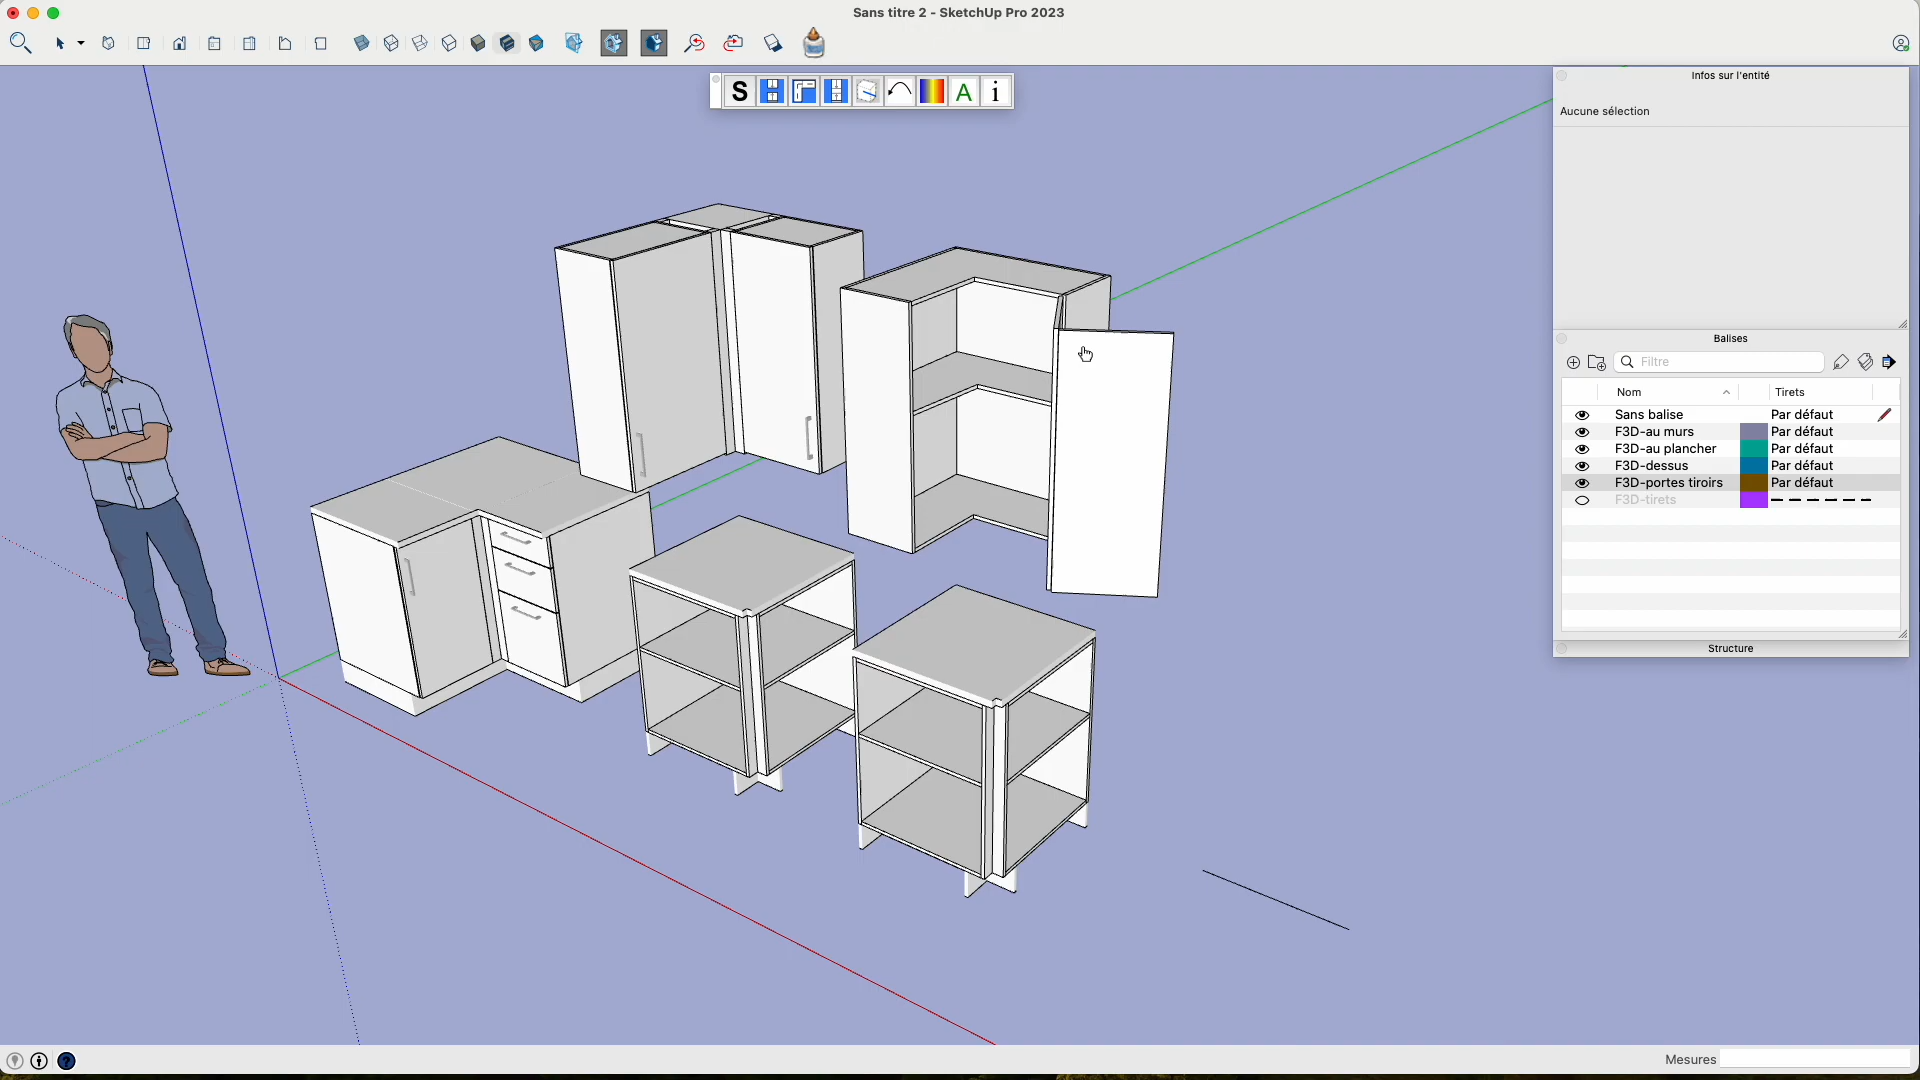 Sans titre 2 - SketchUp Pro 2023
S A i
Infos sur l'entité
Aucune sélection
Balises
Filtre
Nom Tirets
Sans balise Par défaut
F3D-au murs Par défaut
F3D-au plancher Par défaut
F3D-dessus Par défaut
F3D-portes tiroirs Par défaut
F3D-tirets
Structure
Mesures